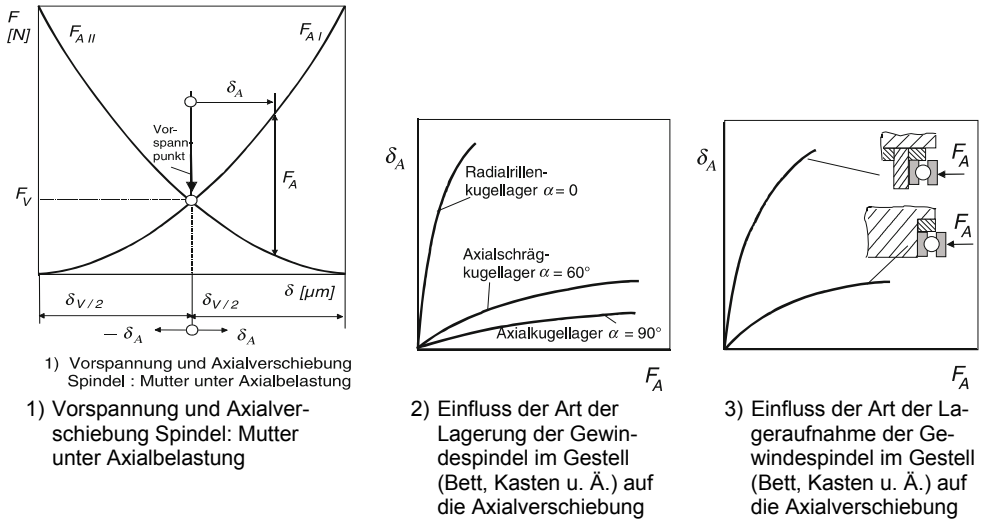 F
[N]
F_A II
F_A I
δ_A
Vor-
spann-
punkt
F_A
F_V
δ_V/2
δ_V/2
δ [µm]
− δ_A
δ_A
1) Vorspannung und Axialverschiebung
Spindel : Mutter unter Axialbelastung
1) Vorspannung und Axialver-
schiebung Spindel: Mutter
unter Axialbelastung
δ_A
Radialrillen-
kugellager α = 0
Axialschräg-
kugellager α = 60°
Axialkugellager α = 90°
F_A
2) Einfluss der Art der
Lagerung der Gewin-
despindel im Gestell
(Bett, Kasten u. Ä.) auf
die Axialverschiebung
δ_A
F_A
F_A
F_A
3) Einfluss der Art der La-
geraufnahme der Ge-
windespindel im Gestell
(Bett, Kasten u. Ä.) auf
die Axialverschiebung